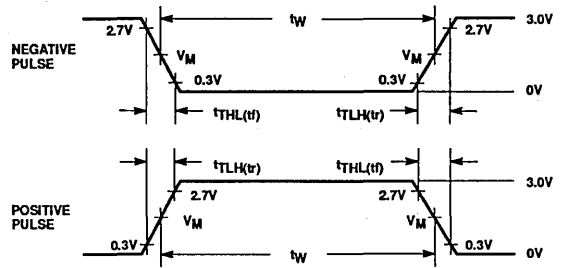 tW 3.0V
2.7V 2.7V
NEGATIVE
PULSE
VM VM
0.3V 0.3V
0V
tTHL(tf) tTLH(tr)
tTLH(tr) tTHL(tf)
3.0V
2.7V 2.7V
POSITIVE
PULSE
VM VM
0.3V 0.3V
tW 0V